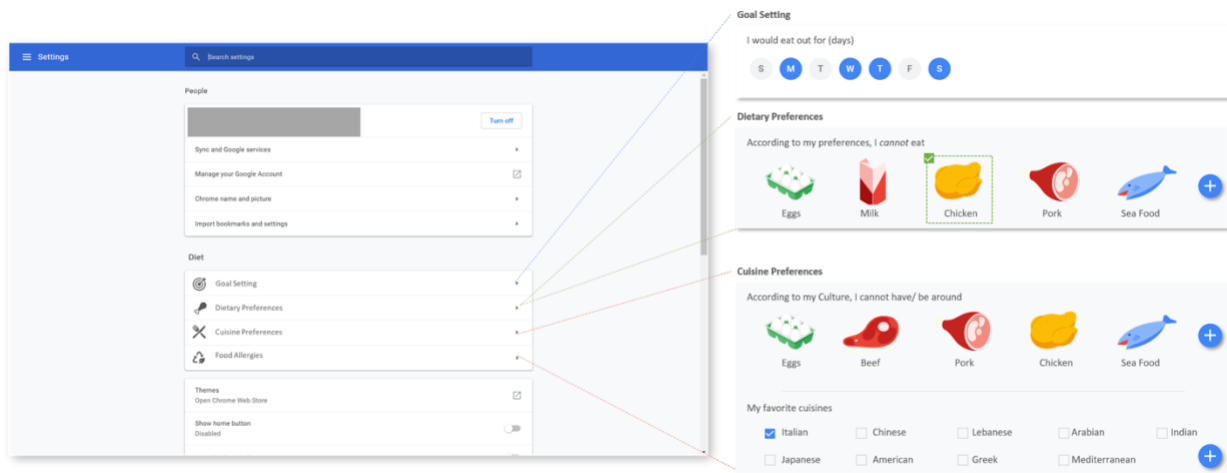 Settings
Search settings
People
Turn off
Sync and Google services
Manage your Google Account
Chrome name and picture
Import bookmarks and settings
Diet
Goal Setting
Dietary Preferences
Cuisine Preferences
Food Allergies
Themes
Open Chrome Web Store
Show home button
Disabled
Goal Setting
I would eat out for (days)
S M T W T F S
Dietary Preferences
According to my preferences, I cannot eat
Eggs Milk Chicken Pork Sea Food
Cuisine Preferences
According to my Culture, I cannot have/ be around
Eggs Beef Pork Chicken Sea Food
My favorite cuisines
Italian Chinese Lebanese Arabian Indian
Japanese American Greek Mediterranean